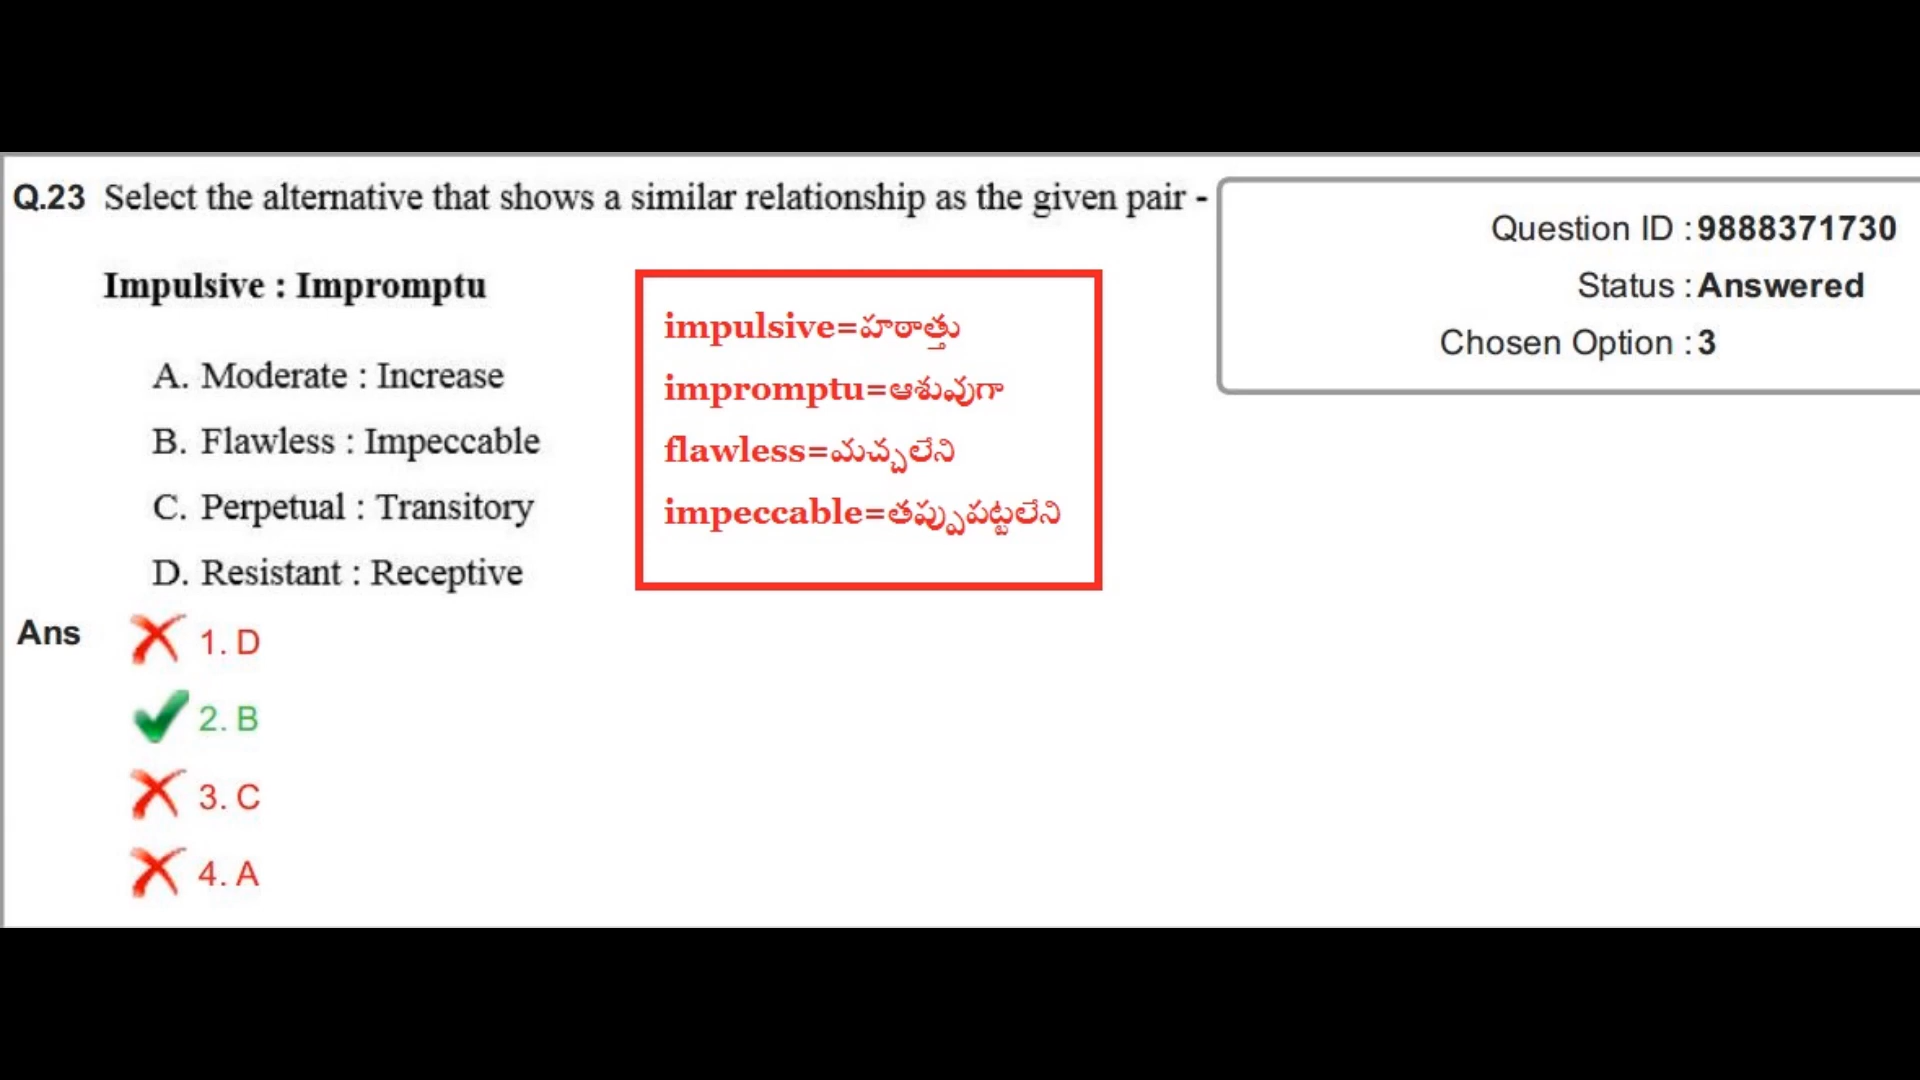 Q.23 Select the alternative that shows a similar relationship as the given pair -
Impulsive : Impromptu
A. Moderate : Increase
B. Flawless : Impeccable
C. Perpetual : Transitory
D. Resistant : Receptive
impulsive=హఠాత్తు
impromptu=ఆశువుగా
flawless=మచ్చలేని
impeccable=తప్పుపట్టలేని
Question ID : 9888371730
Status : Answered
Chosen Option : 3
Ans 1. D
2. B
3. C
4. A